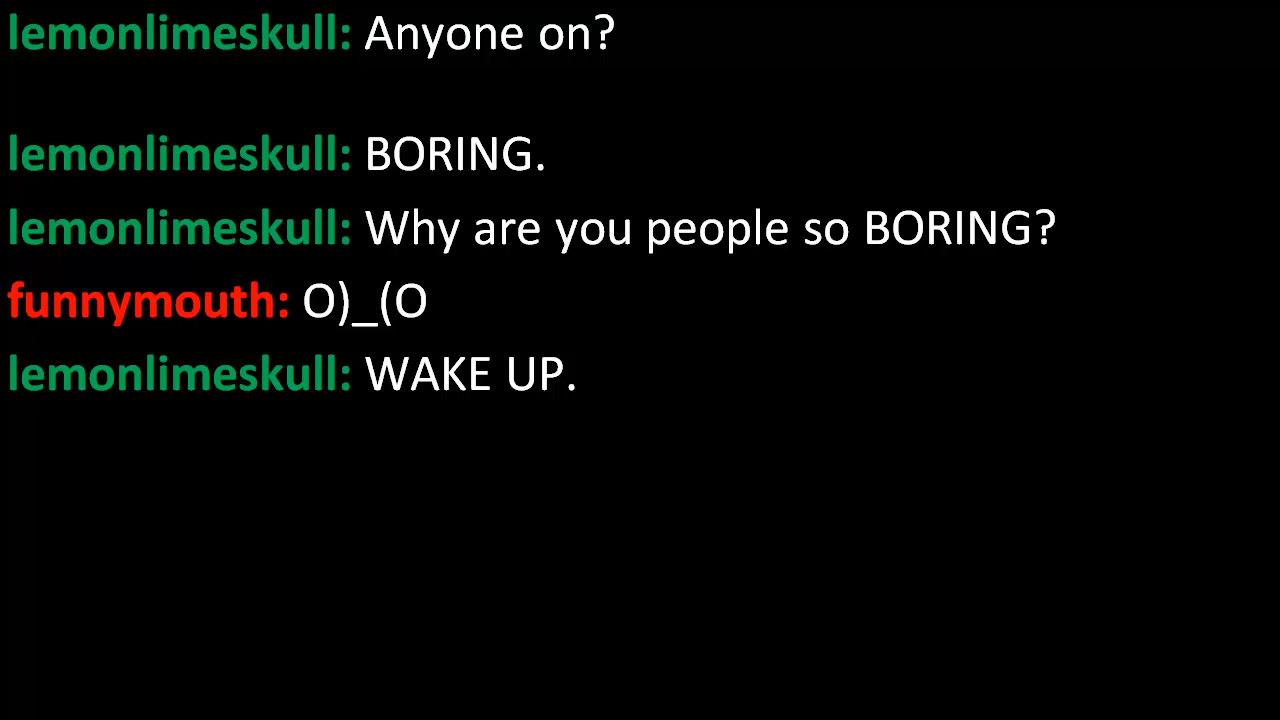 lemonlimeskull: Anyone on?
lemonlimeskull: BORING.
lemonlimeskull: Why are you people so BORING?
funnymouth: O)_(O
lemonlimeskull: WAKE UP.